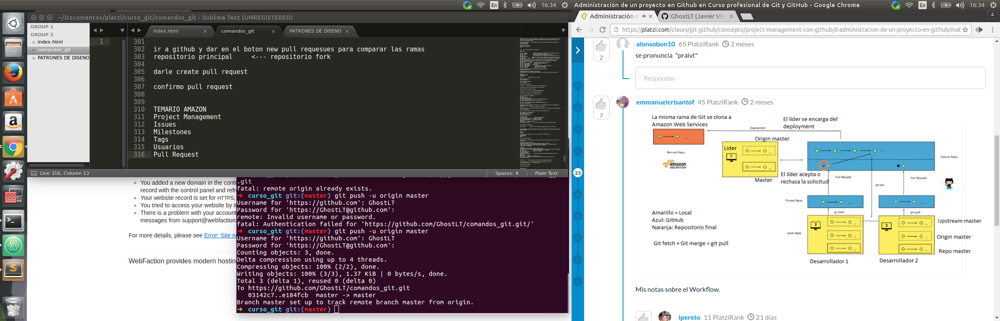 En
16:34
Administración de un proyecto en Github en Curso profesional de Git y GitHub - Google Chrome
En
16:34
~/Documentos/platzi/curso_git/comandos_git - Sublime Text (UNREGISTERED)
GROUP 1
GROUP 2
index.html
comandos_git
PATRONES DE DISENO
1
index.html
comandos_git
PATRONES DE DISENO
301
302 ir a github y dar en el boton new pull requesues para comparar las ramas
303 repositorio principal     <--- repositorio fork
304
305 darle create pull request
306
307 confirmo pull request
308
309
310 TEMARIO AMAZON
311 Project Management
312 Issues
313 Milestones
314 Tags
315 Usuarios
316 Pull Request
Line 316, Column 13
Spaces: 4
Plain Text
You added a new domain in the contr
record with the control panel and refr
Your website record is set for HTTPS,
You tried to access your website by IP
There is a problem with your account
messages from support@webfaction.
For more details, please see Error: Site no
WebFaction provides modern hosting
.git
fatal: remote origin already exists.
➜ curso_git git:(master) git push -u origin master
Username for 'https://github.com': GhostLT
Password for 'https://GhostLT@github.com':
remote: Invalid username or password.
fatal: Authentication failed for 'https://github.com/GhostLT/comandos_git.git/'
➜ curso_git git:(master) git push -u origin master
Username for 'https://github.com': GhostLT
Password for 'https://GhostLT@github.com':
Counting objects: 3, done.
Delta compression using up to 4 threads.
Compressing objects: 100% (2/2), done.
Writing objects: 100% (3/3), 1.37 KiB | 0 bytes/s, done.
Total 3 (delta 1), reused 0 (delta 0)
To https://github.com/GhostLT/comandos_git.git
   03142c7..e184fcb  master -> master
Branch master set up to track remote branch master from origin.
➜ curso_git git:(master)
Administración d
GhostLT (Javier Viv
https://platzi.com/clases/git-github/concepto/project-management-con-github/d-administracion-de-un-proyecto-en-github/mat
19
20
21
22
23
24
25
26
27
28
2
alonsobon10 65 PlatziRank 2 meses
se pronuncia "praivt"
Responder
7
emmanuelcrisantof 45 PlatziRank 2 meses
La misma rama de Git se clona a
Amazon Web Services
El líder se encarga del
deployment
Deployment
Origin master
Lider
1
Remote Repo
amazon
web services
Central Repo
Master
El líder acepta o
rechaza la solicitud
Pull Request
git pull
Pull Request
Forked Repo
git push
git push
Amarillo = Local
Azul: GitHub
Naranja: Repositorio final
Git fetch + Git merge = git pull
Local Repo
2
3
Upstream master
Origin master
Repo master
Desarrollador 1
Desarrollador 2
Mis notas sobre el Workflow.
ipereto 11 PlatziRank 21 días